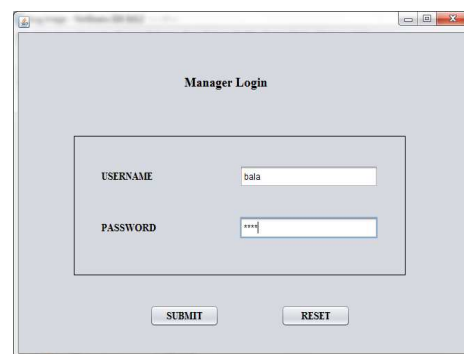 Manager Login
USERNAME bala
PASSWORD ****
SUBMIT RESET